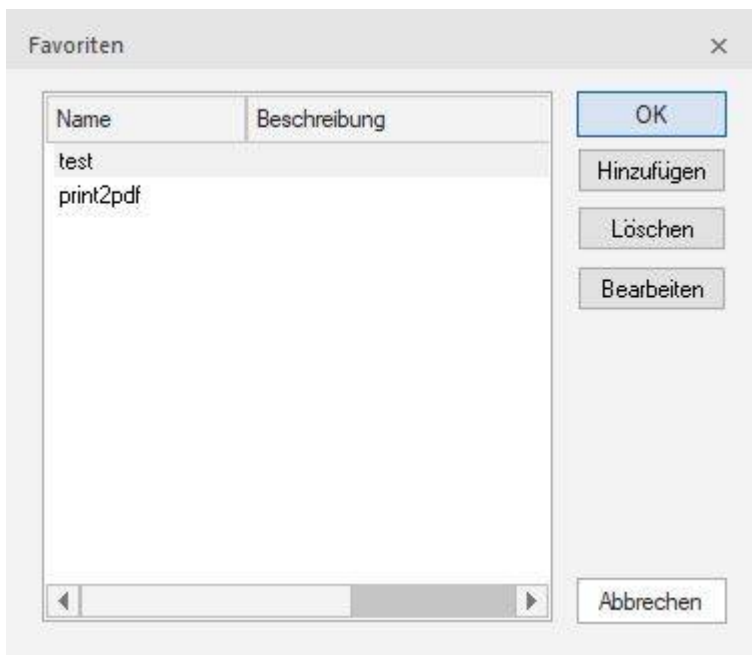 Favoriten
Name Beschreibung
test
print2pdf
OK
Hinzufügen
Löschen
Bearbeiten
Abbrechen